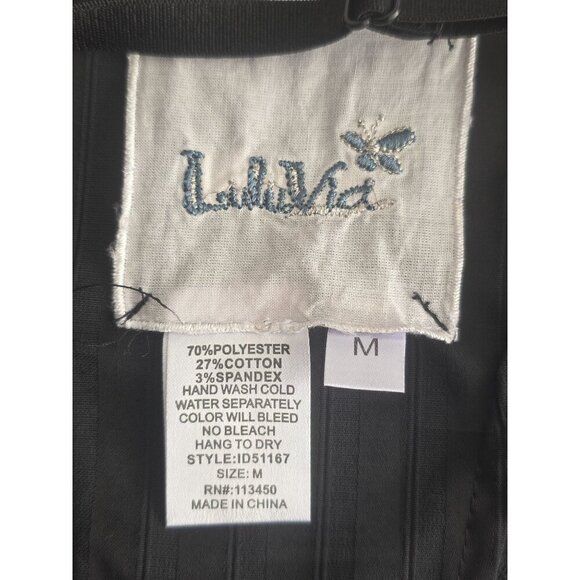 LuluVia
M
70%POLYESTER
27%COTTON
3%SPANDEX
HAND WASH COLD
WATER SEPARATELY
COLOR WILL BLEED
NO BLEACH
HANG TO DRY
STYLE:ID51167
SIZE: M
RN#:113450
MADE IN CHINA